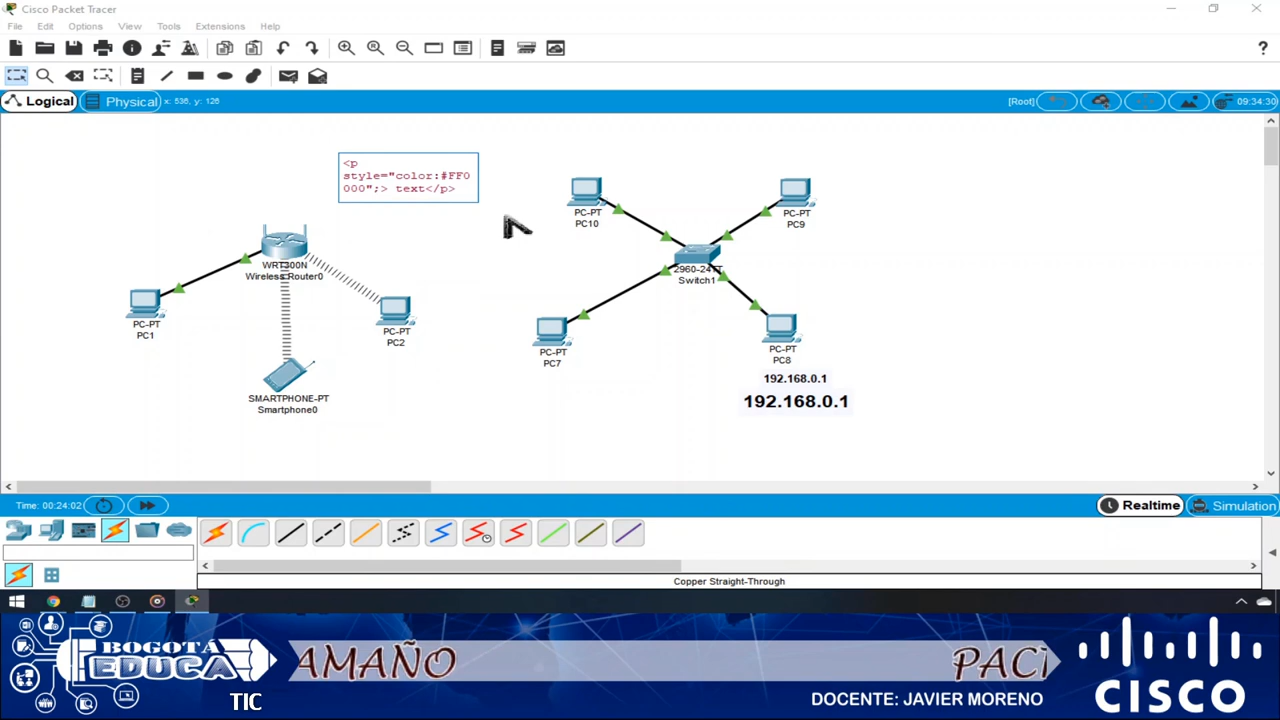 Cisco Packet Tracer
File Edit Options View Tools Extensions Help
?
Logical Physical x: 536, y: 126 [Root] 09:34:30
<p
style="color:#FF0
000";> text</p>
PC-PT
PC10
PC-PT
PC9
WRT300N
Wireless Router0
2960-24TT
Switch1
PC-PT
PC1
PC-PT
PC2
PC-PT
PC7
PC-PT
PC8
192.168.0.1
192.168.0.1
SMARTPHONE-PT
Smartphone0
Time: 00:24:02 Realtime Simulation
Copper Straight-Through
BOGOTÁ
EDUCA
TIC
AMAÑO
DOCENTE: JAVIER MORENO
CISCO